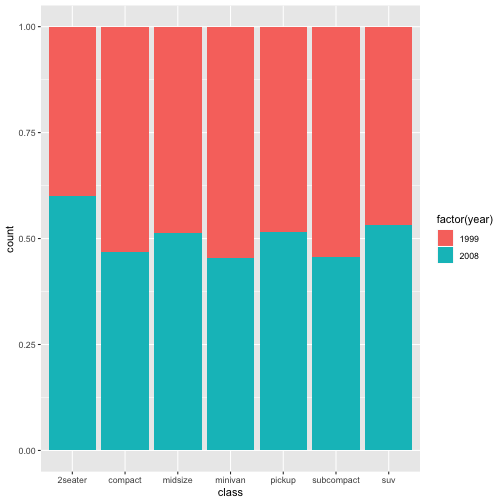 1.00
0.75
0.50
0.25
0.00
count
2seater compact midsize minivan pickup subcompact suv
class
factor(year)
1999
2008